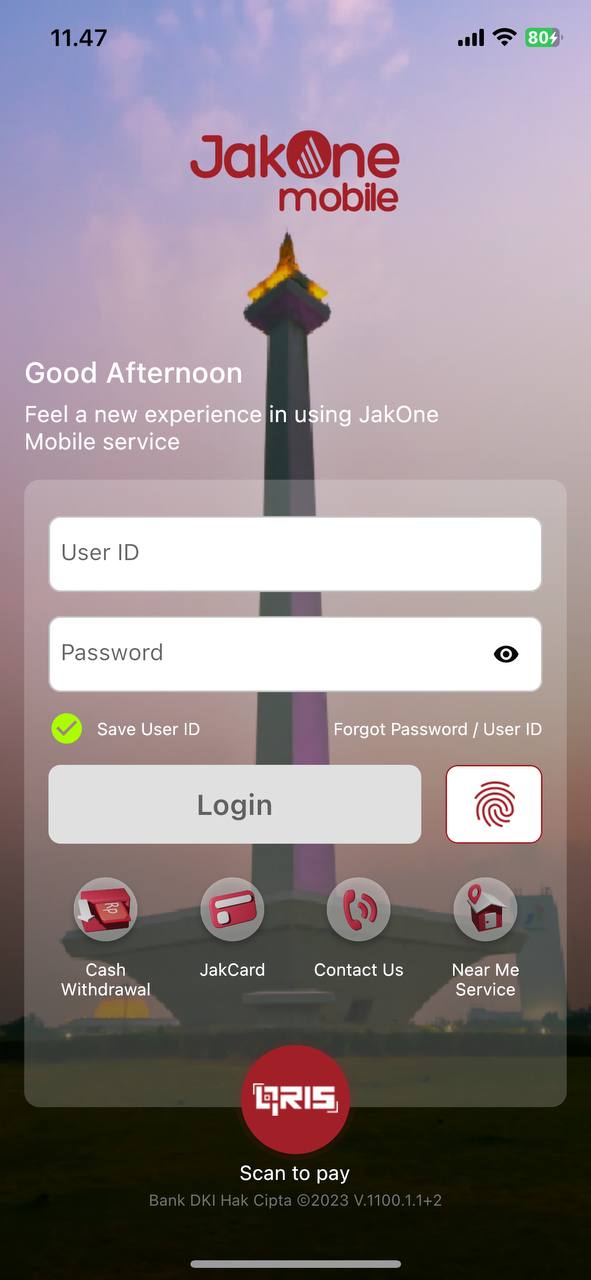 11.47
80
JakOne
mobile
Good Afternoon
Feel a new experience in using JakOne
Mobile service
User ID
Password
Save User ID
Forgot Password / User ID
Login
Rp
Cash
Withdrawal
JakCard
Contact Us
Near Me
Service
QRIS
Scan to pay
Bank DKI Hak Cipta ©2023 V.1100.1.1+2